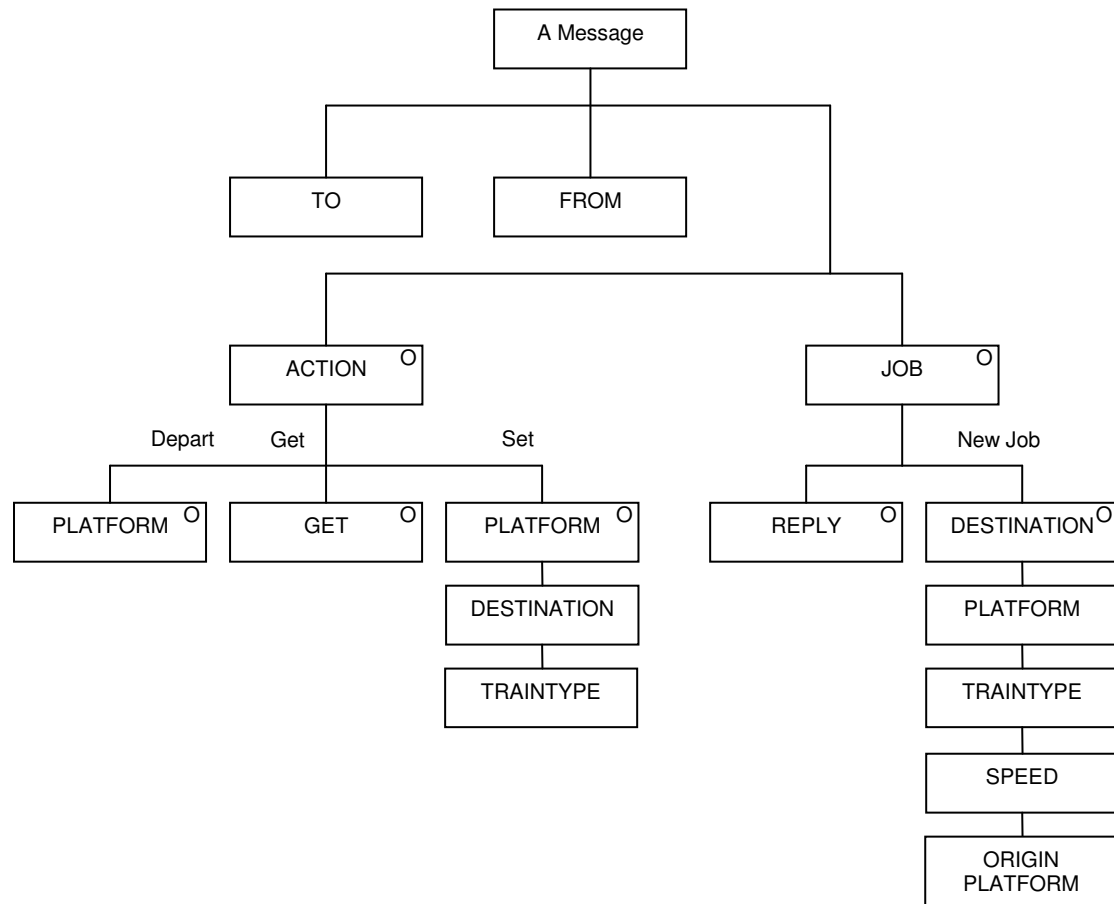 A Message
TO
FROM
ACTION O
JOB O
Depart Get Set
New Job
PLATFORM O
GET O
PLATFORM O
REPLY O
DESTINATION O
DESTINATION
PLATFORM
TRAINTYPE
TRAINTYPE
SPEED
ORIGIN
PLATFORM